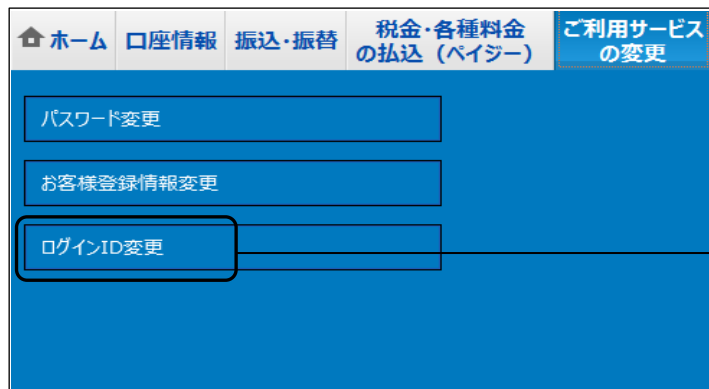 ホーム 口座情報 振込・振替 税金・各種料金 ご利用サービス
の払込（ペイジー） の変更
パスワード変更
お客様登録情報変更
ログインID変更